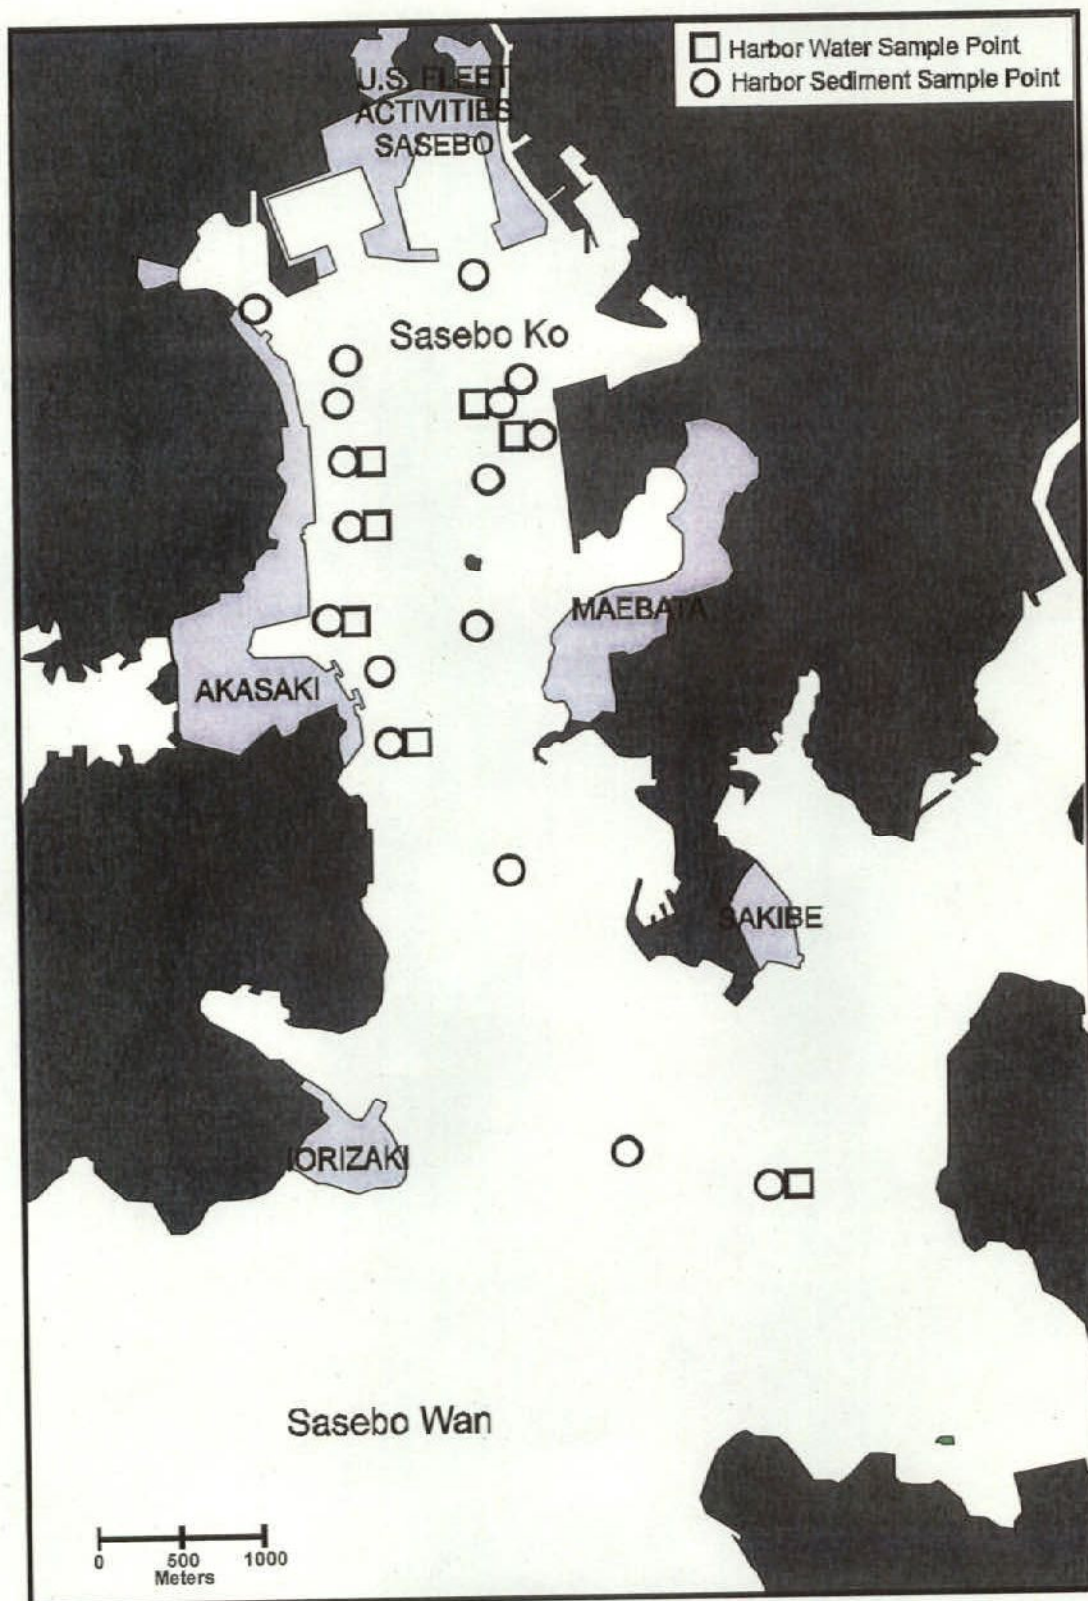 Harbor Water Sample Point
Harbor Sediment Sample Point
U.S. FLEET
ACTIVITIES
SASEBO
Sasebo Ko
MAEBATA
AKASAKI
SAKIBE
IORIZAKI
Sasebo Wan
0 500 1000
Meters